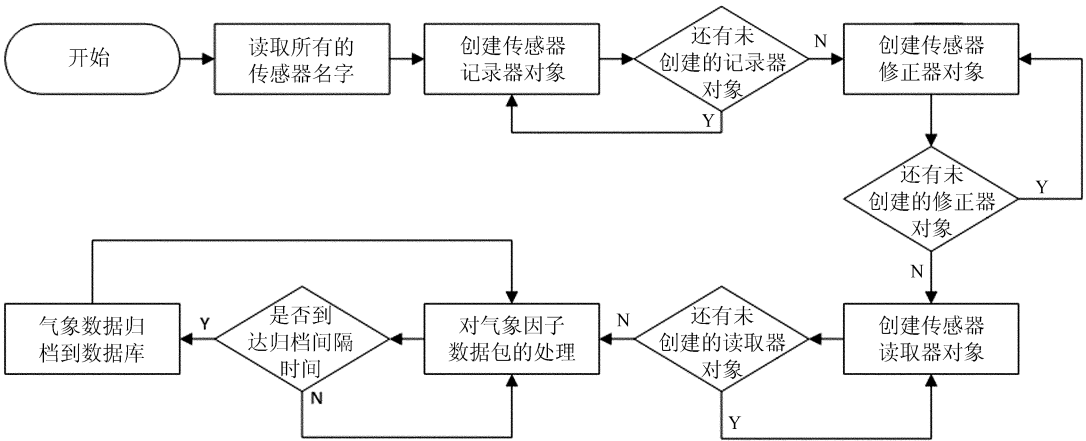 开始
读取所有的
传感器名字
创建传感器
记录器对象
还有未
创建的记录器
对象
Y
N
创建传感器
修正器对象
还有未
创建的修正器
对象
Y
N
创建传感器
读取器对象
还有未
创建的读取器
对象
Y
N
对气象因子
数据包的处理
是否到
达归档间隔
时间
N
Y
气象数据归
档到数据库